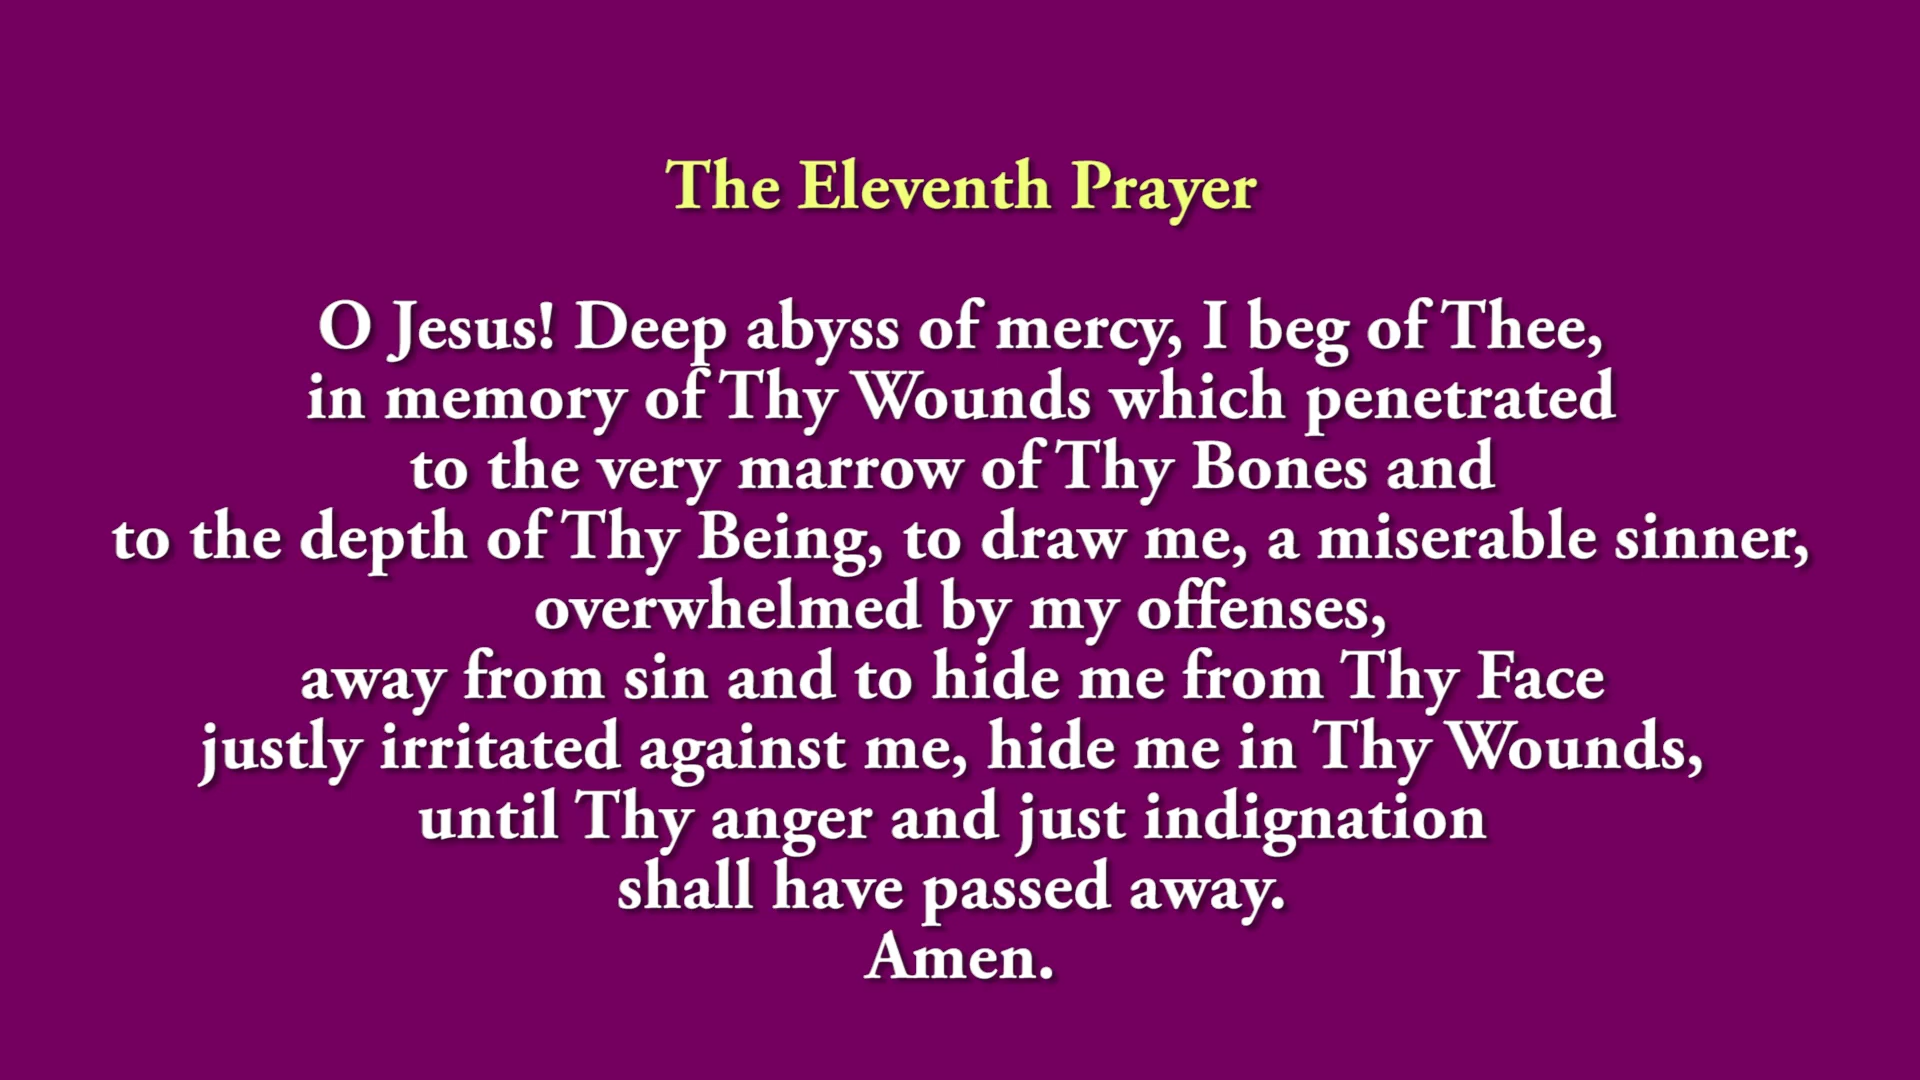 The Eleventh Prayer
O Jesus! Deep abyss of mercy, I beg of Thee,
in memory of Thy Wounds which penetrated
to the very marrow of Thy Bones and
to the depth of Thy Being, to draw me, a miserable sinner,
overwhelmed by my offenses,
away from sin and to hide me from Thy Face
justly irritated against me, hide me in Thy Wounds,
until Thy anger and just indignation
shall have passed away.
Amen.